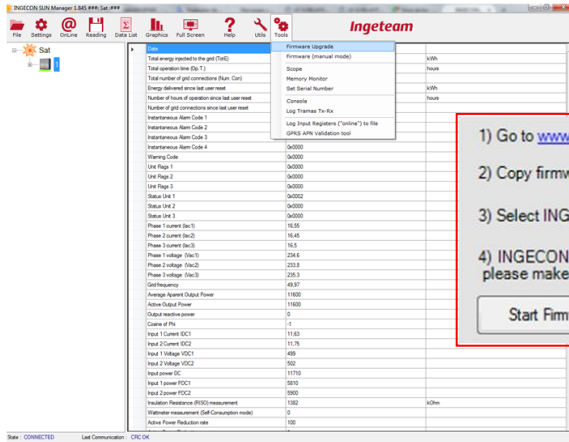 INGECON SUN Manager 1.845 ###; Sat ###
File Settings OnLine Reading Data List Graphics Full Screen Help Utils Tools
Ingeteam
Firmware Upgrade
Firmware (manual mode)
Scope
Memory Monitor
Set Serial Number
Console
Log Tramas Tx-Rx
Log Input Registers ("online") to file
GPRS APN Validation tool
Sat
1
Date
Total energy injected to the grid (TotE) kWh
Total operation time (Op.T.) hours
Total number of grid connections (Num. Con)
Energy delivered since last user reset kWh
Number of hours of operation since last user reset hours
Number of grid connections since last user reset
Instantaneous Alarm Code 1
Instantaneous Alarm Code 2
Instantaneous Alarm Code 3
Instantaneous Alarm Code 4 0x0000
Warning Code 0x0000
Unit Flags 1 0x0000
Unit Flags 2 0x0000
Unit Flags 3 0x0000
Status Unit 1 0x0002
Status Unit 2 0x0000
Status Unit 3 0x0000
Phase 1 current (Iac1) 16,55
Phase 2 current (Iac2) 16,45
Phase 3 current (Iac3) 16,5
Phase 1 voltage (Vac1) 234,6
Phase 2 voltage (Vac2) 233,8
Phase 3 voltage (Vac3) 235,3
Grid frequency 49,97
Average Aparent Output Power 11600
Active Output Power 11600
Output reactive power 0
Cosine of Phi -1
Input 1 Current IDC1 11,63
Input 2 Current IDC2 11,75
Input 1 Voltage VDC1 499
Input 2 Voltage VDC2 502
Input power DC 11710
Input 1 power PDC1 5810
Input 2 power PDC2 5900
Insulation Resistance (RISO) measurement 1382 kOhm
Wattmeter measurement (Self-Consumption mode) 0
Active Power Reduction rate 100
1) Go to www
2) Copy firmw
3) Select ING
4) INGECON
please make
Start Firm
State : CONNECTED Last Communication : CRC OK